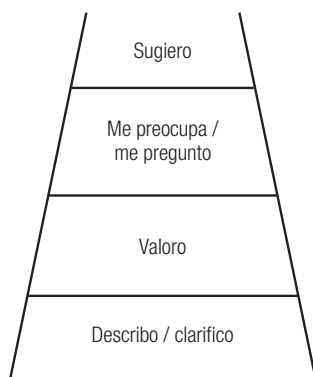 Sugiero
Me preocupa /
me pregunto
Valoro
Describo / clarifico